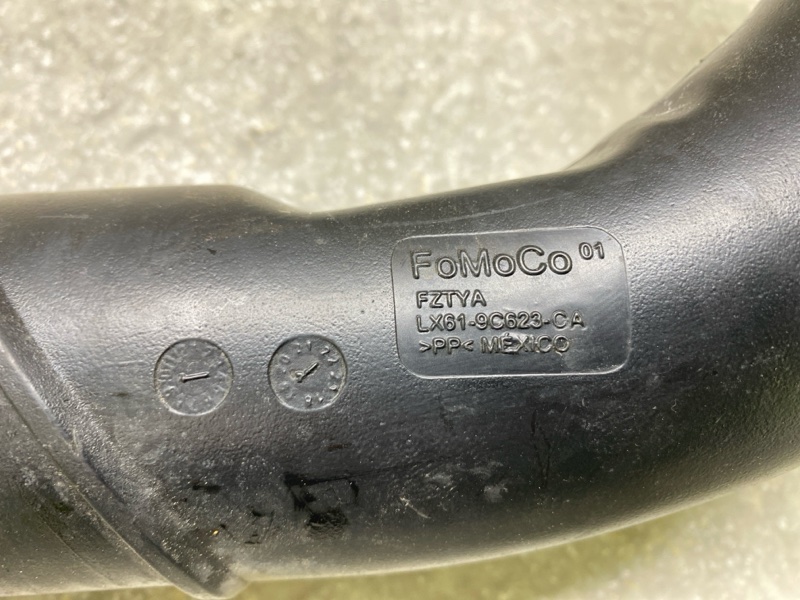 FoMoCo 01
FZTYA
LX61-9C623-CA
>PP< MEXICO